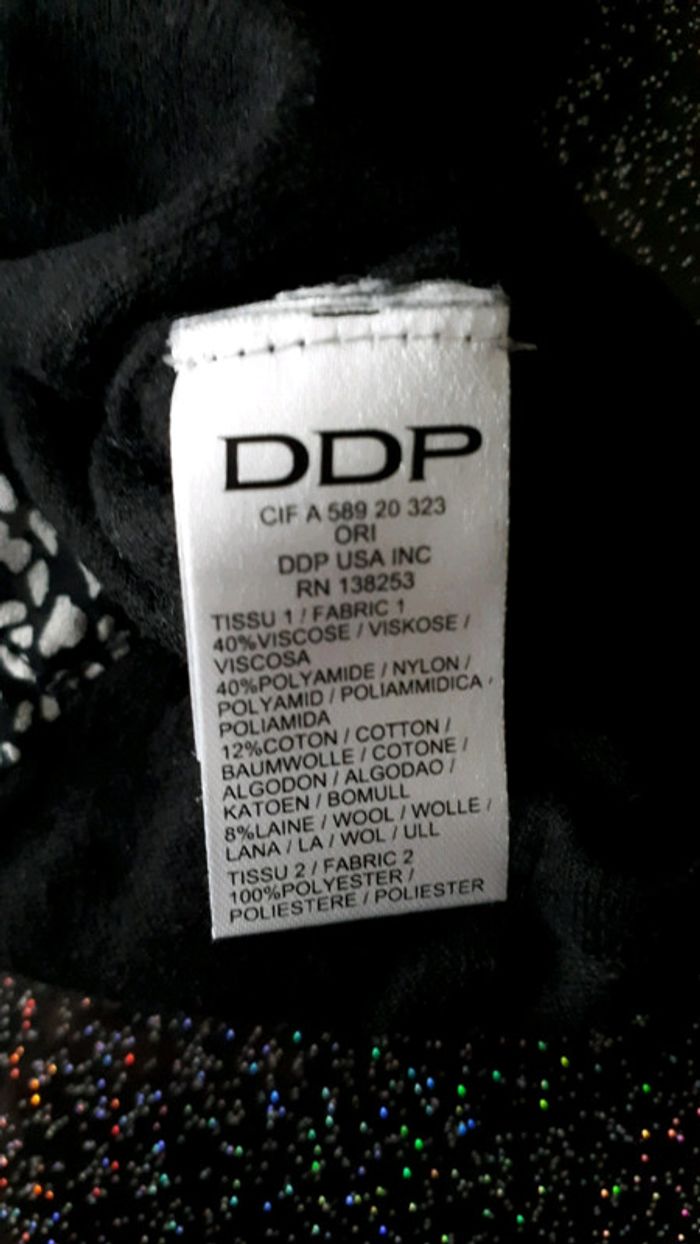 DDP
CIF A 589 20 323
ORI
DDP USA INC
RN 138253
TISSU 1 / FABRIC 1
40%VISCOSE / VISKOSE /
VISCOSA
40%POLYAMIDE / NYLON /
POLYAMID / POLIAMMIDICA /
POLIAMIDA
12%COTON / COTTON /
BAUMWOLLE / COTONE /
ALGODON / ALGODAO /
KATOEN / BOMULL
8%LAINE / WOOL / WOLLE /
LANA / LA / WOL / ULL
TISSU 2 / FABRIC 2
100%POLYESTER /
POLIESTERE / POLIESTER